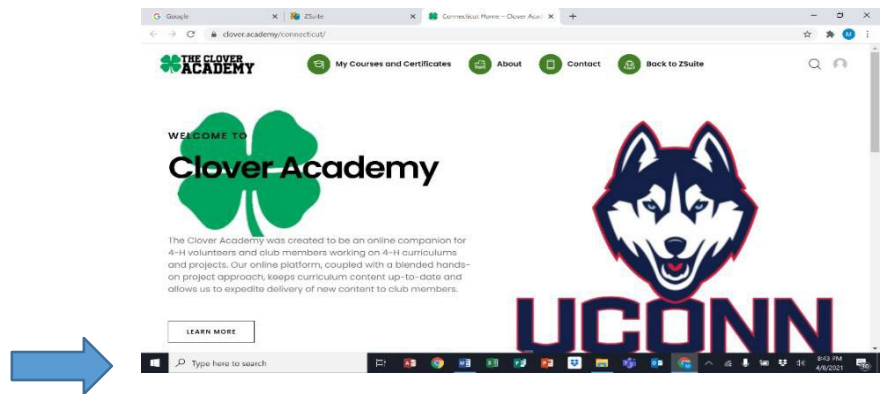 Google
ZSuite
Connecticut Home – Clover Acad
clover.academy/connecticut/
THE CLOVER
ACADEMY
My Courses and Certificates
About
Contact
Back to ZSuite
WELCOME TO
Clover Academy
The Clover Academy was created to be an online companion for
4-H volunteers and club members working on 4-H curriculums
and projects. Our online platform, coupled with a blended hands-
on project approach, keeps curriculum content up-to-date and
allows us to expedite delivery of new content to club members.
LEARN MORE
UCONN
Type here to search
8:43 PM
4/8/2021